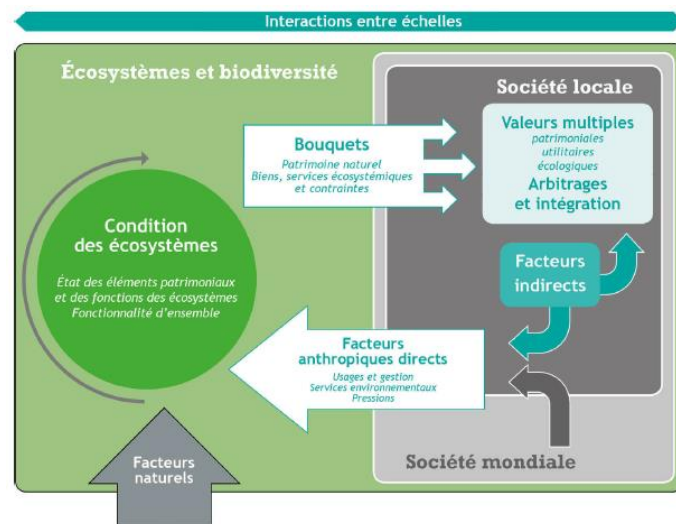 Interactions entre échelles
Écosystèmes et biodiversité
Société locale
Valeurs multiples
patrimoniales
utilitaires
écologiques
Arbitrages
et intégration
Bouquets
Patrimoine naturel
Biens, services écosystémiques
et contraintes
Condition
des écosystèmes
État des éléments patrimoniaux
et des fonctions des écosystèmes
Fonctionnalité d'ensemble
Facteurs
indirects
Facteurs
anthropiques directs
Usages et gestion
Services environnementaux
Pressions
Facteurs
naturels
Société mondiale